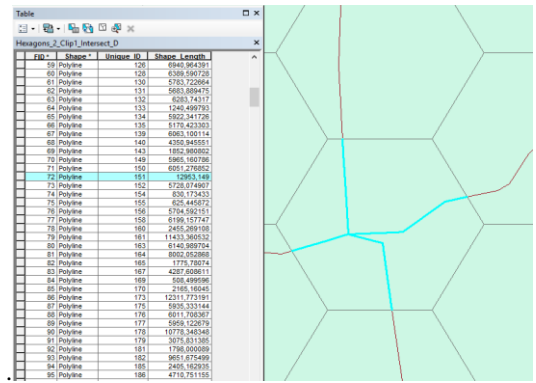 Table
Hexagons_2_Clip1_Intersect_D
FID * Shape * Unique_ID Shape_Length
59 Polyline 126 6940,964391
60 Polyline 128 6389,590728
61 Polyline 130 5783,722664
62 Polyline 131 5683,889475
63 Polyline 132 6283,74317
64 Polyline 133 1240,499793
65 Polyline 134 5922,341726
66 Polyline 135 5170,423303
67 Polyline 139 6063,100114
68 Polyline 140 4350,945551
69 Polyline 143 1852,980802
70 Polyline 149 5965,160786
71 Polyline 150 6051,276852
72 Polyline 151 12953,149
73 Polyline 152 5728,074907
74 Polyline 154 830,173433
75 Polyline 155 625,445872
76 Polyline 156 5704,592151
77 Polyline 158 6199,157747
78 Polyline 160 2455,269108
79 Polyline 161 11433,360532
80 Polyline 163 6140,989704
81 Polyline 164 8002,052868
82 Polyline 165 1775,78074
83 Polyline 167 4287,608611
84 Polyline 169 508,499596
85 Polyline 170 2165,16045
86 Polyline 173 12311,773191
87 Polyline 175 5935,333144
88 Polyline 176 6011,708367
89 Polyline 177 5959,122679
90 Polyline 178 10778,348348
91 Polyline 179 3075,831385
92 Polyline 181 1798,000089
93 Polyline 182 9651,675499
94 Polyline 185 2405,162935
95 Polyline 186 4710,751155